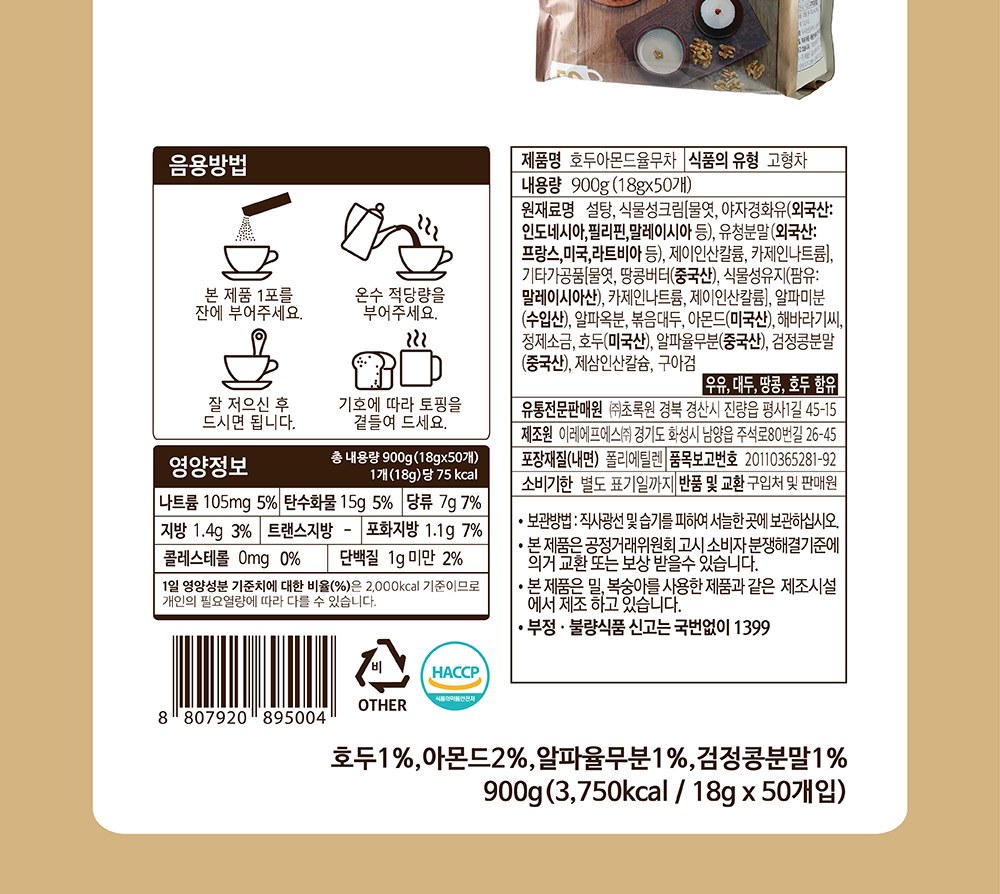 음용방법
본 제품 1포를
잔에 부어주세요.
온수 적당량을
부어주세요.
잘 저으신 후
드시면 됩니다.
기호에 따라 토핑을
곁들여 드세요.
영양정보
총 내용량 900g(18gx50개)
1개(18g)당 75 kcal
나트륨 105mg 5% 탄수화물 15g 5% 당류 7g 7%
지방 1.4g 3% 트랜스지방 - 포화지방 1.1g 7%
콜레스테롤 0mg 0% 단백질 1g 미만 2%
1일 영양성분 기준치에 대한 비율(%)은 2,000kcal 기준이므로
개인의 필요열량에 따라 다를 수 있습니다.
8 807920 895004
비
OTHER
HACCP
식품의약품안전처
제품명 호두아몬드율무차 식품의 유형 고형차
내용량 900g (18gx50개)
원재료명 설탕, 식물성크림[물엿, 야자경화유(외국산:
인도네시아,필리핀,말레이시아 등), 유청분말(외국산:
프랑스,미국,라트비아 등), 제이인산칼륨, 카제인나트륨],
기타가공품[물엿, 땅콩버터(중국산), 식물성유지(팜유:
말레이시아산), 카제인나트륨, 제이인산칼륨], 알파미분
(수입산), 알파옥분, 볶음대두, 아몬드(미국산), 해바라기씨,
정제소금, 호두(미국산), 알파율무분(중국산), 검정콩분말
(중국산), 제삼인산칼슘, 구아검
우유, 대두, 땅콩, 호두 함유
유통전문판매원 ㈜초록원 경북 경산시 진량읍 평사1길 45-15
제조원 이레에프에스㈜ 경기도 화성시 남양읍 주석로80번길 26-45
포장재질(내면) 폴리에틸렌 품목보고번호 20110365281-92
소비기한 별도 표기일까지 반품 및 교환 구입처 및 판매원
• 보관방법 : 직사광선 및 습기를 피하여 서늘한 곳에 보관하십시오.
• 본 제품은 공정거래위원회 고시 소비자 분쟁해결기준에
의거 교환 또는 보상 받을수 있습니다.
• 본 제품은 밀, 복숭아를 사용한 제품과 같은 제조시설
에서 제조 하고 있습니다.
• 부정 · 불량식품 신고는 국번없이 1399
호두1%,아몬드2%,알파율무분1%,검정콩분말1%
900g(3,750kcal / 18g x 50개입)